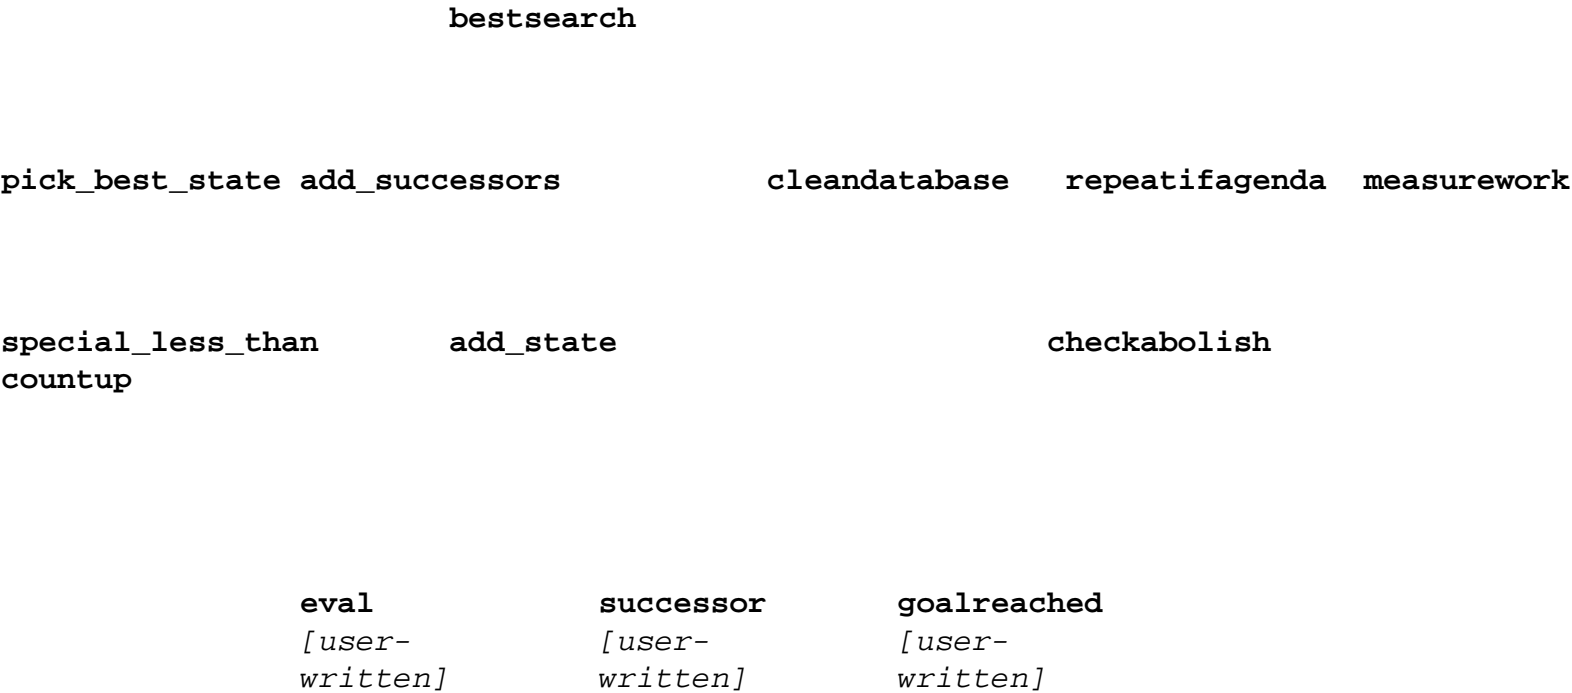 bestsearch
pick_best_state add_successors cleandatabase repeatifagenda measurework
special_less_than add_state checkabolish
countup
eval successor goalreached
[user- [user- [user-
written] written] written]